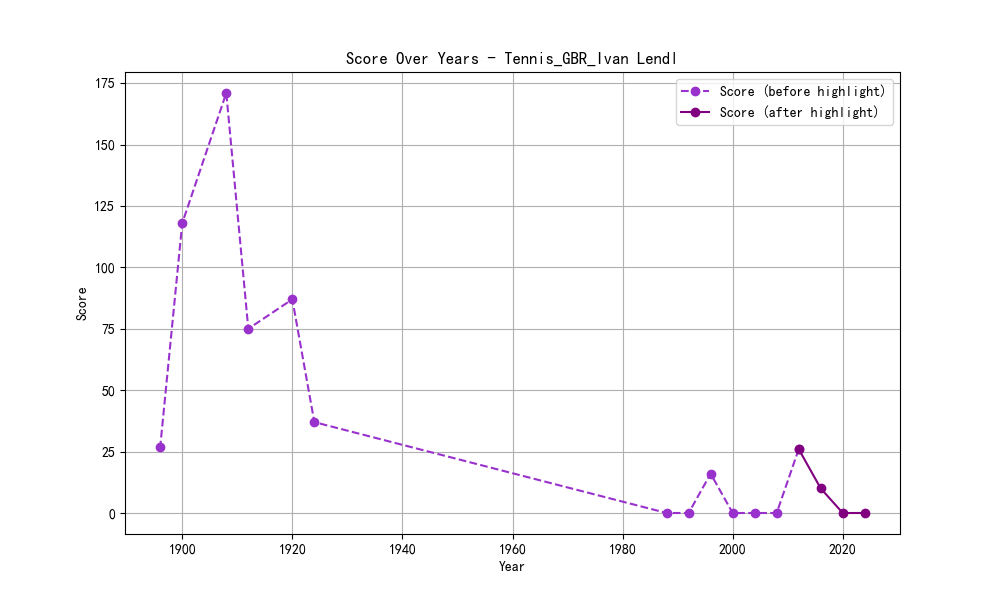 Score Over Years - Tennis_GBR_Ivan Lendl
Score (before highlight)
Score (after highlight)
175
150
125
100
75
50
25
0
Score
1900 1920 1940 1960 1980 2000 2020
Year